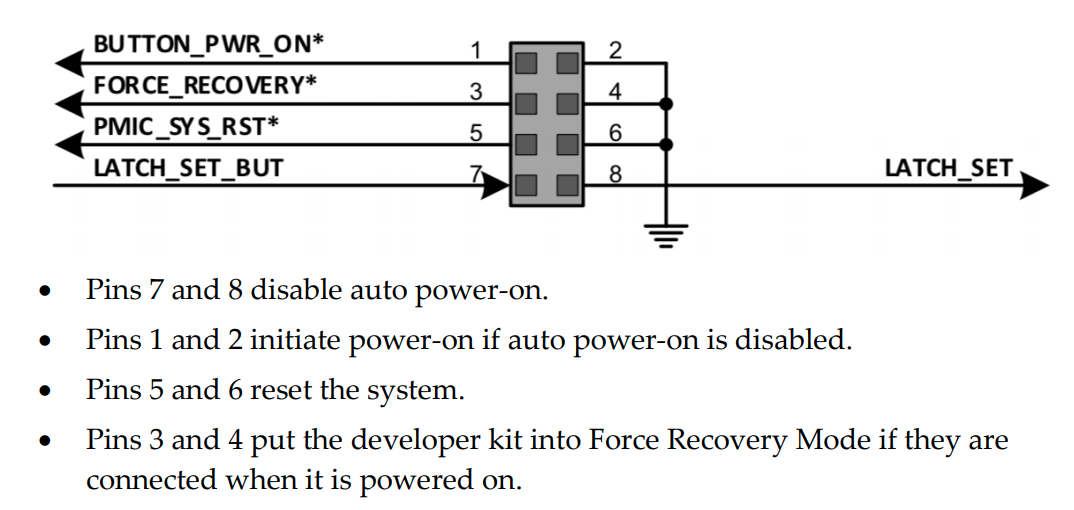 BUTTON_PWR_ON* 1 2
FORCE_RECOVERY* 3 4
PMIC_SYS_RST* 5 6
LATCH_SET_BUT 7 8 LATCH_SET
• Pins 7 and 8 disable auto power-on.
• Pins 1 and 2 initiate power-on if auto power-on is disabled.
• Pins 5 and 6 reset the system.
• Pins 3 and 4 put the developer kit into Force Recovery Mode if they are
connected when it is powered on.